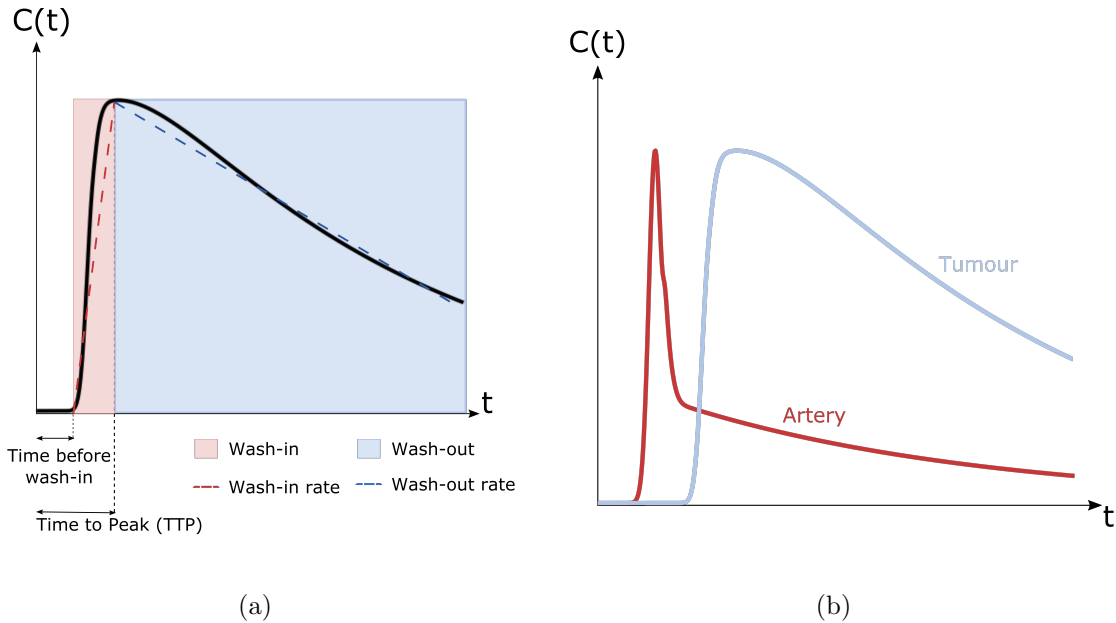 C(t)
t
Time before
wash-in
Time to Peak (TTP)
Wash-in
Wash-out
Wash-in rate
Wash-out rate
(a)
C(t)
Tumour
Artery
t
(b)